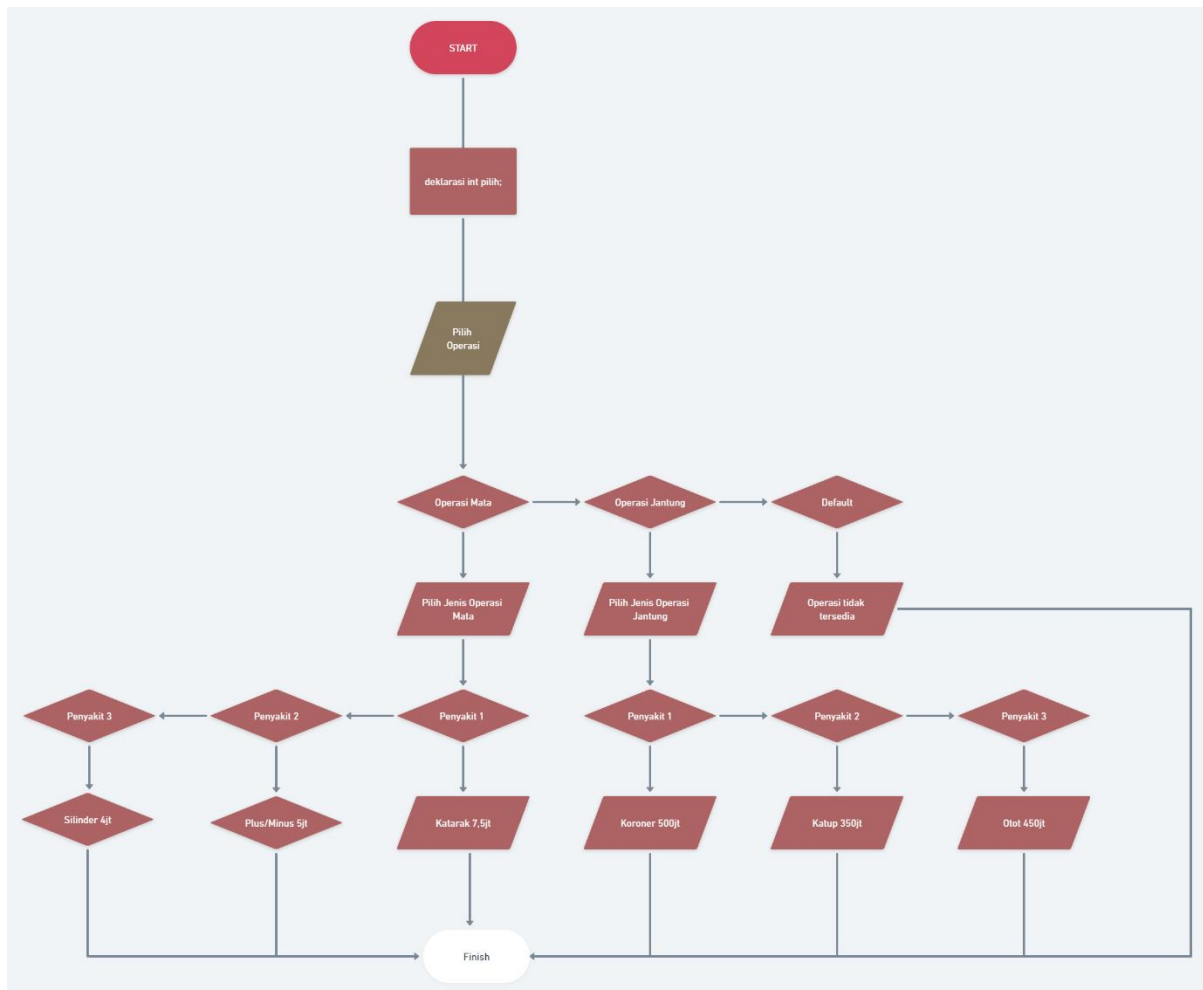 START
deklarasi int pilih;
Pilih
Operasi
Operasi Mata
Operasi Jantung
Default
Pilih Jenis Operasi
Mata
Pilih Jenis Operasi
Jantung
Operasi tidak
tersedia
Penyakit 3
Penyakit 2
Penyakit 1
Penyakit 1
Penyakit 2
Penyakit 3
Silinder 4jt
Plus/Minus 5jt
Katarak 7,5jt
Koroner 500jt
Katup 350jt
Otot 450jt
Finish